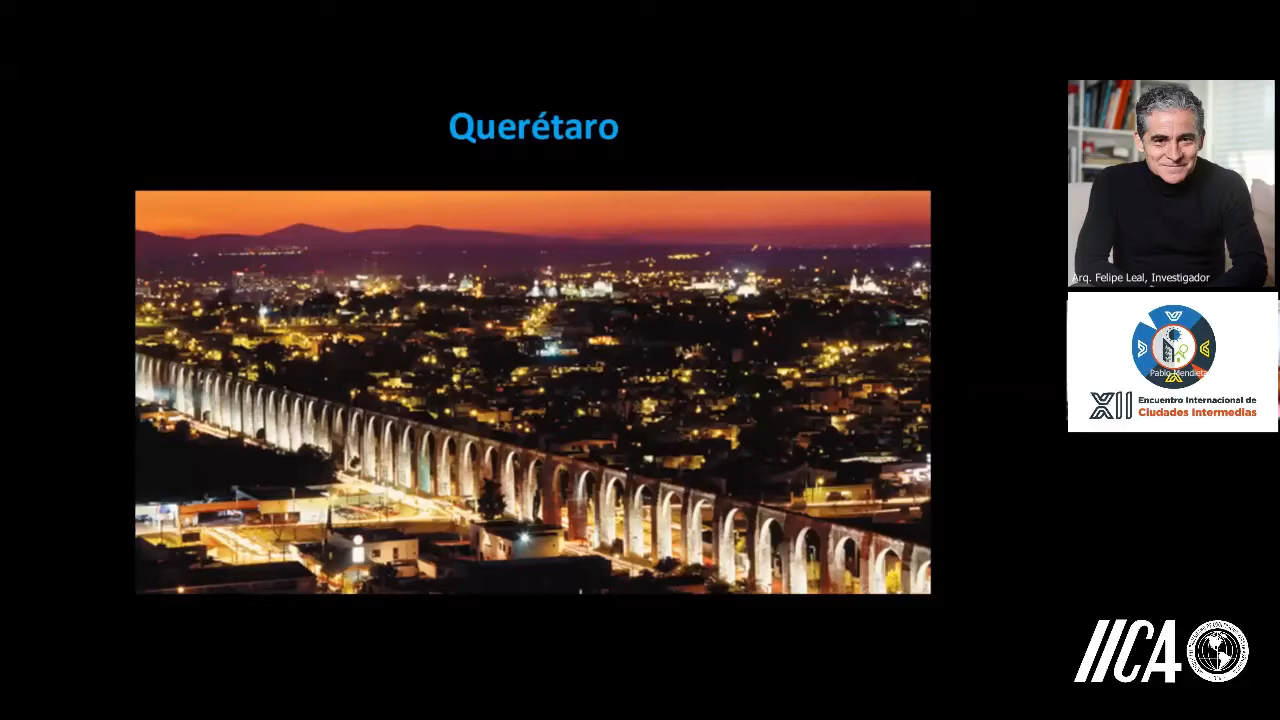 Querétaro
Arq. Felipe Leal, Investigador
Pablo Mendieta
XII
Encuentro Internacional de
Ciudades Intermedias
IICA